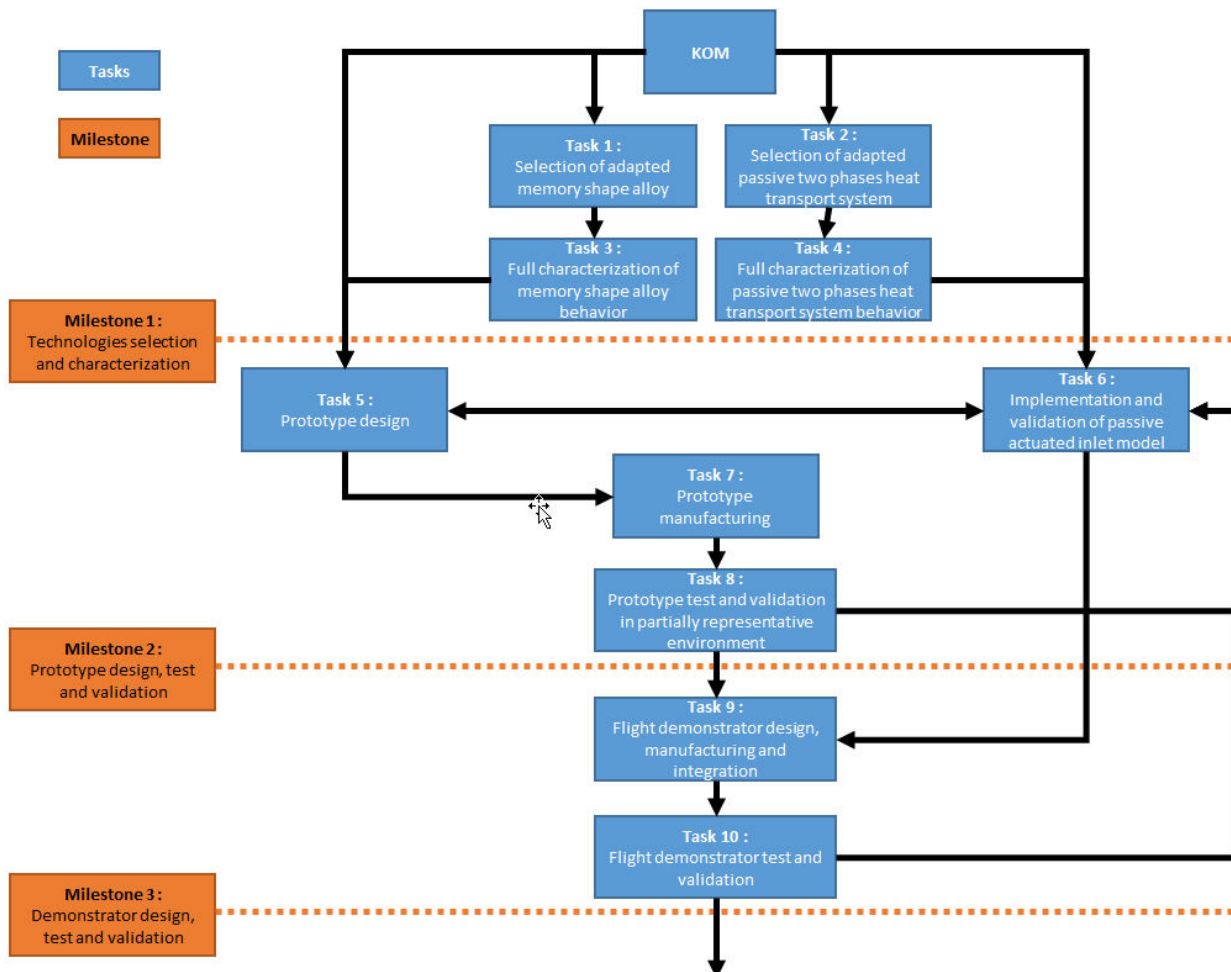 KOM
Tasks
Milestone
Task 1 :
Selection of adapted
memory shape alloy
Task 2 :
Selection of adapted
passive two phases heat
transport system
Task 3 :
Full characterization of
memory shape alloy
behavior
Task 4 :
Full characterization of
passive two phases heat
transport system behavior
Milestone 1 :
Technologies selection
and characterization
Task 5 :
Prototype design
Task 6 :
Implementation and
validation of passive
actuated inlet model
Task 7 :
Prototype
manufacturing
Task 8 :
Prototype test and validation
in partially representative
environment
Milestone 2 :
Prototype design, test
and validation
Task 9 :
Flight demonstrator design,
manufacturing and
integration
Task 10 :
Flight demonstrator test and
validation
Milestone 3 :
Demonstrator design,
test and validation